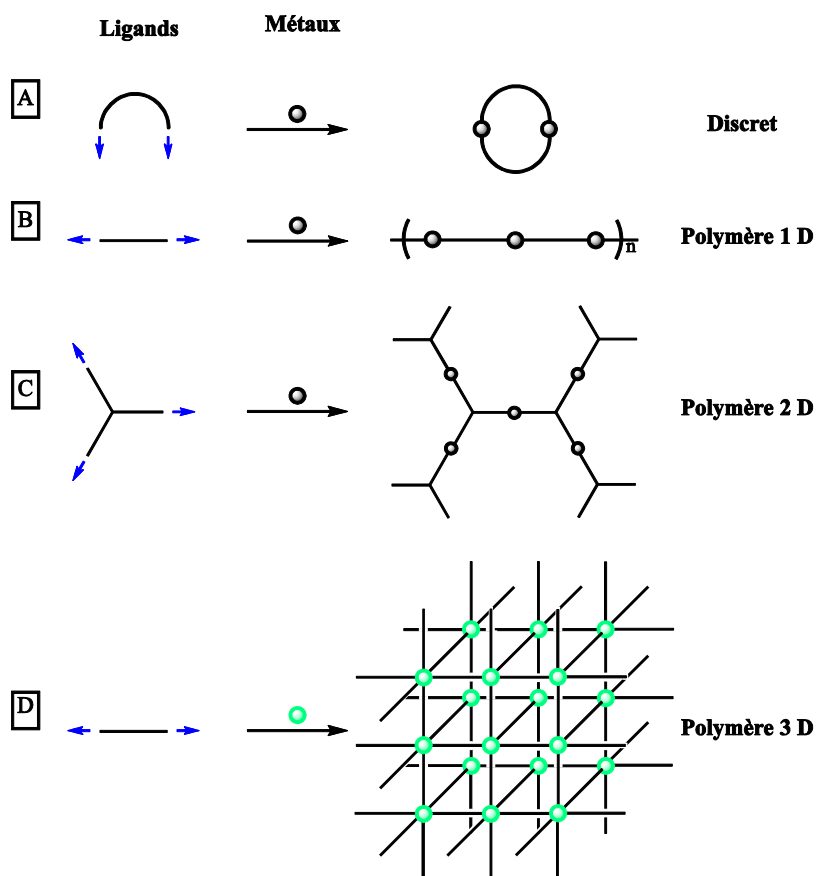 Ligands Métaux
A Discret
B n Polymère 1 D
C Polymère 2 D
D Polymère 3 D